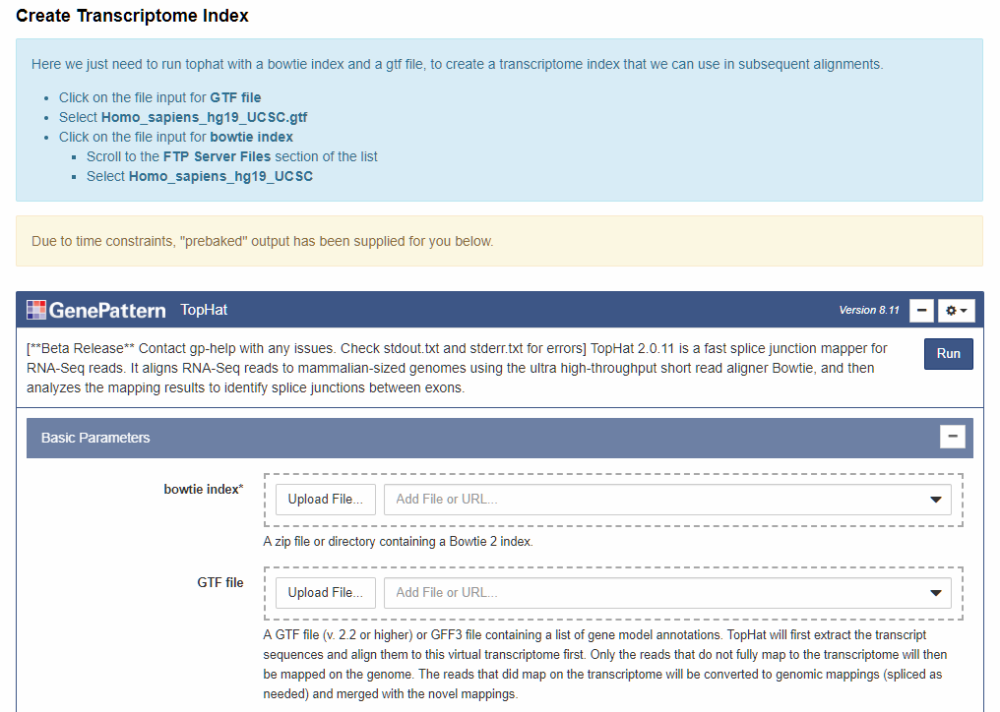 Create Transcriptome Index
Here we just need to run tophat with a bowtie index and a gtf file, to create a transcriptome index that we can use in subsequent alignments.
• Click on the file input for GTF file
• Select Homo_sapiens_hg19_UCSC.gtf
• Click on the file input for bowtie index
▪ Scroll to the FTP Server Files section of the list
▪ Select Homo_sapiens_hg19_UCSC
Due to time constraints, "prebaked" output has been supplied for you below.
GenePattern TopHat Version 8.11
[**Beta Release** Contact gp-help with any issues. Check stdout.txt and stderr.txt for errors] TopHat 2.0.11 is a fast splice junction mapper for
RNA-Seq reads. It aligns RNA-Seq reads to mammalian-sized genomes using the ultra high-throughput short read aligner Bowtie, and then
analyzes the mapping results to identify splice junctions between exons.
Run
Basic Parameters
bowtie index*
Upload File... Add File or URL...
A zip file or directory containing a Bowtie 2 index.
GTF file
Upload File... Add File or URL...
A GTF file (v. 2.2 or higher) or GFF3 file containing a list of gene model annotations. TopHat will first extract the transcript
sequences and align them to this virtual transcriptome first. Only the reads that do not fully map to the transcriptome will then
be mapped on the genome. The reads that did map on the transcriptome will be converted to genomic mappings (spliced as
needed) and merged with the novel mappings.